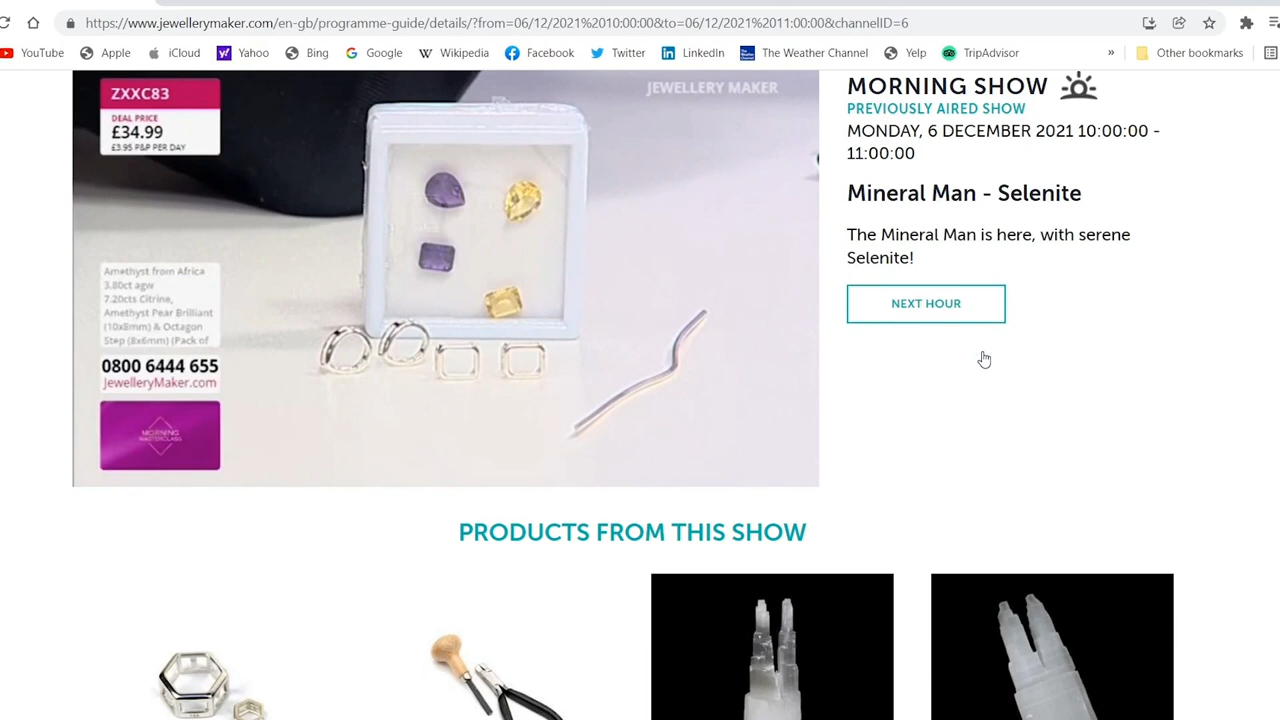 https://www.jewellerymaker.com/en-gb/programme-guide/details/?from=06/12/2021%2010:00:00&to=06/12/2021%2011:00:00&channelID=6
YouTube Apple iCloud Yahoo Bing Google Wikipedia Facebook Twitter LinkedIn The Weather Channel Yelp TripAdvisor » Other bookmarks
ZXXC83
DEAL PRICE
£34.99
£3.95 P&P PER DAY
JEWELLERY MAKER
Amethyst from Africa
3.80ct agw
7.20cts Citrine,
Amethyst Pear Brilliant
(10x8mm) & Octagon
Step (8x6mm) (Pack of
0800 6444 655
JewelleryMaker.com
MORNING
MASTERCLASS
MORNING SHOW
PREVIOUSLY AIRED SHOW
MONDAY, 6 DECEMBER 2021 10:00:00 -
11:00:00
Mineral Man - Selenite
The Mineral Man is here, with serene
Selenite!
NEXT HOUR
PRODUCTS FROM THIS SHOW